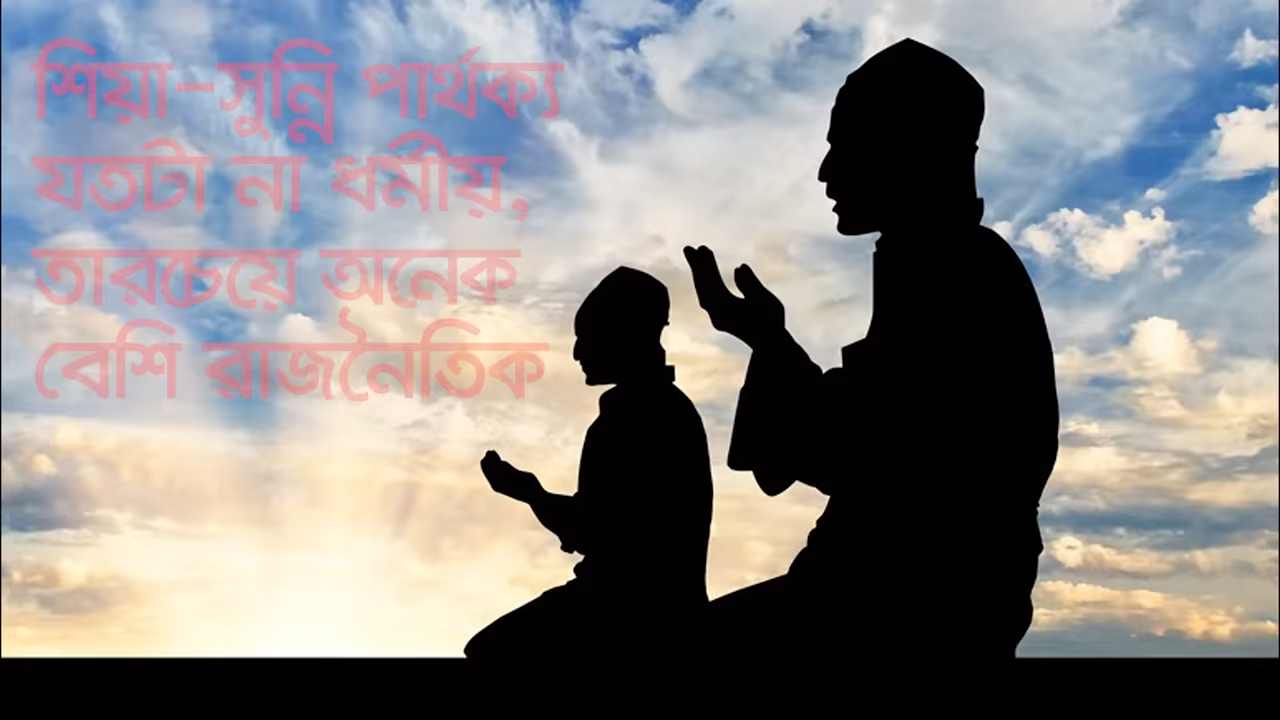 শিয়া-সুন্নি পার্থক্য
যতটা না ধর্মীয়,
তারচেয়ে অনেক
বেশি রাজনৈতিক